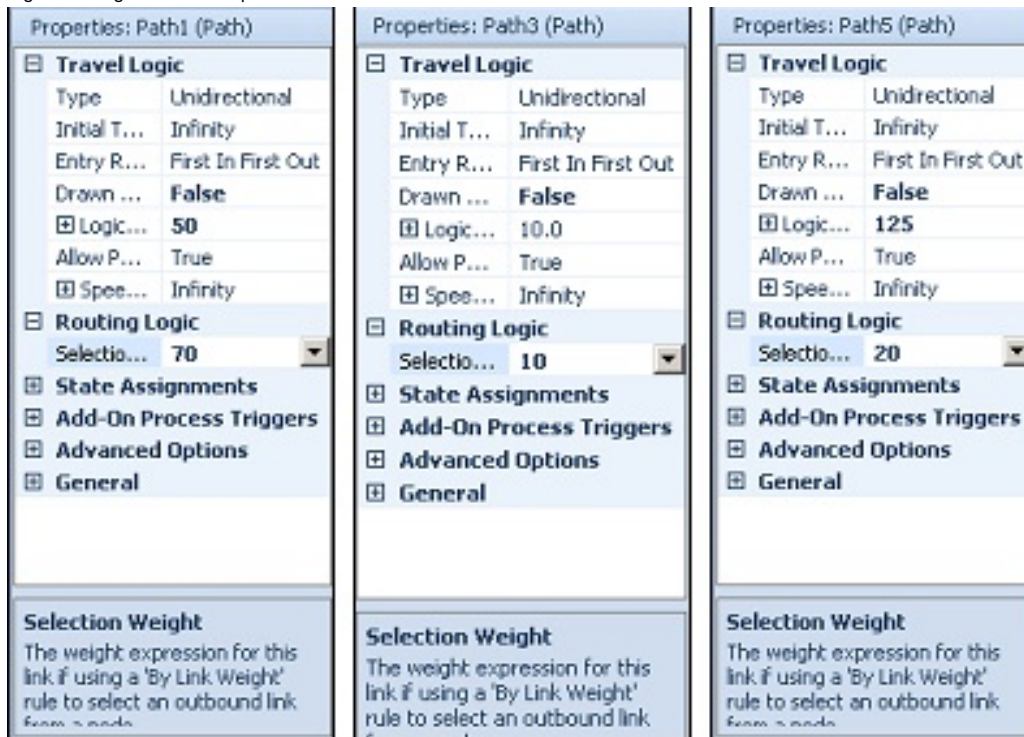 Properties: Path1 (Path)
Travel Logic
Type Unidirectional
Initial T... Infinity
Entry R... First In First Out
Drawn ... False
Logic... 50
Allow P... True
Spee... Infinity
Routing Logic
Selectio... 70
State Assignments
Add-On Process Triggers
Advanced Options
General
Selection Weight
The weight expression for this
link if using a 'By Link Weight'
rule to select an outbound link
from a node
Properties: Path3 (Path)
Travel Logic
Type Unidirectional
Initial T... Infinity
Entry R... First In First Out
Drawn ... False
Logic... 10.0
Allow P... True
Spee... Infinity
Routing Logic
Selectio... 10
State Assignments
Add-On Process Triggers
Advanced Options
General
Selection Weight
The weight expression for this
link if using a 'By Link Weight'
rule to select an outbound link
Properties: Path5 (Path)
Travel Logic
Type Unidirectional
Initial T... Infinity
Entry R... First In First Out
Drawn ... False
Logic... 125
Allow P... True
Spee... Infinity
Routing Logic
Selectio... 20
State Assignments
Add-On Process Triggers
Advanced Options
General
Selection Weight
The weight expression for this
link if using a 'By Link Weight'
rule to select an outbound link
from a node